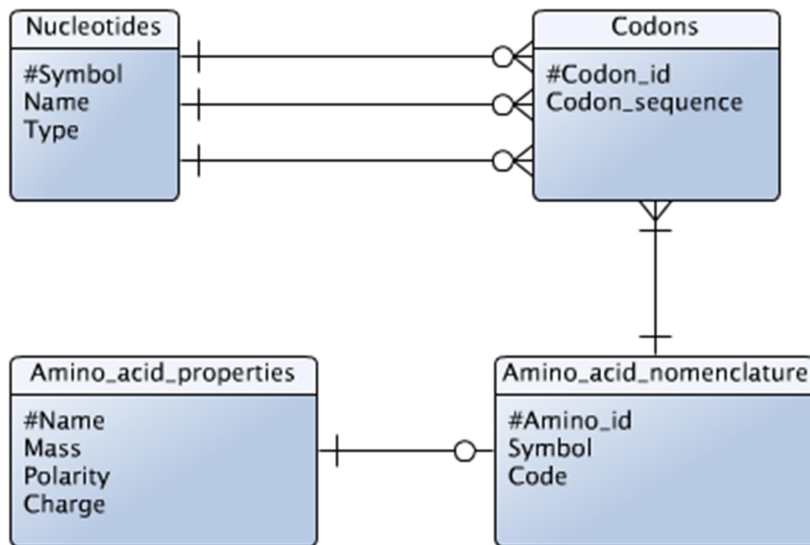 Nucleotides
#Symbol
Name
Type
Codons
#Codon_id
Codon_sequence
Amino_acid_properties
#Name
Mass
Polarity
Charge
Amino_acid_nomenclature
#Amino_id
Symbol
Code